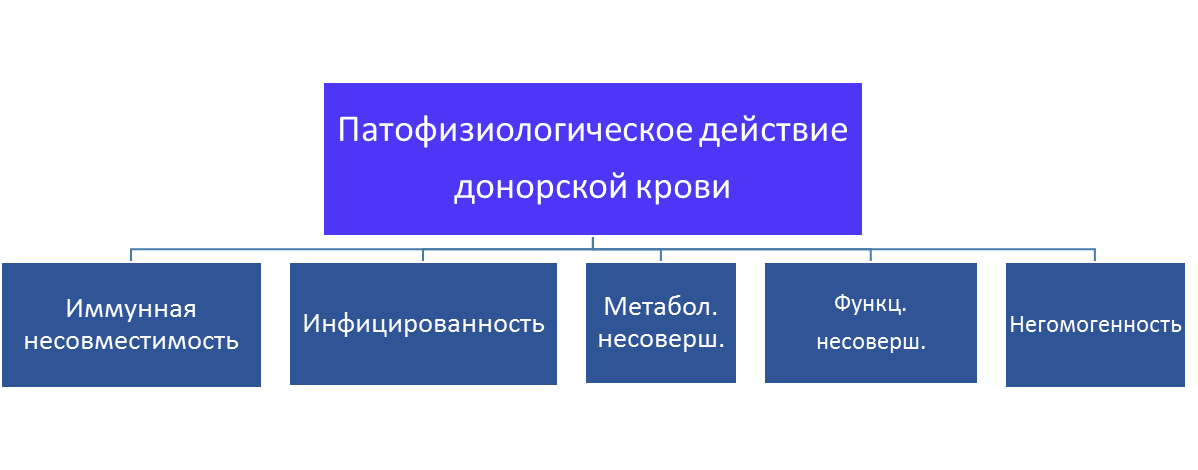 Патофизиологическое действие
донорской крови
Иммунная
несовместимость
Инфицированность
Метабол.
несоверш.
Функц.
несоверш.
Негомогенность